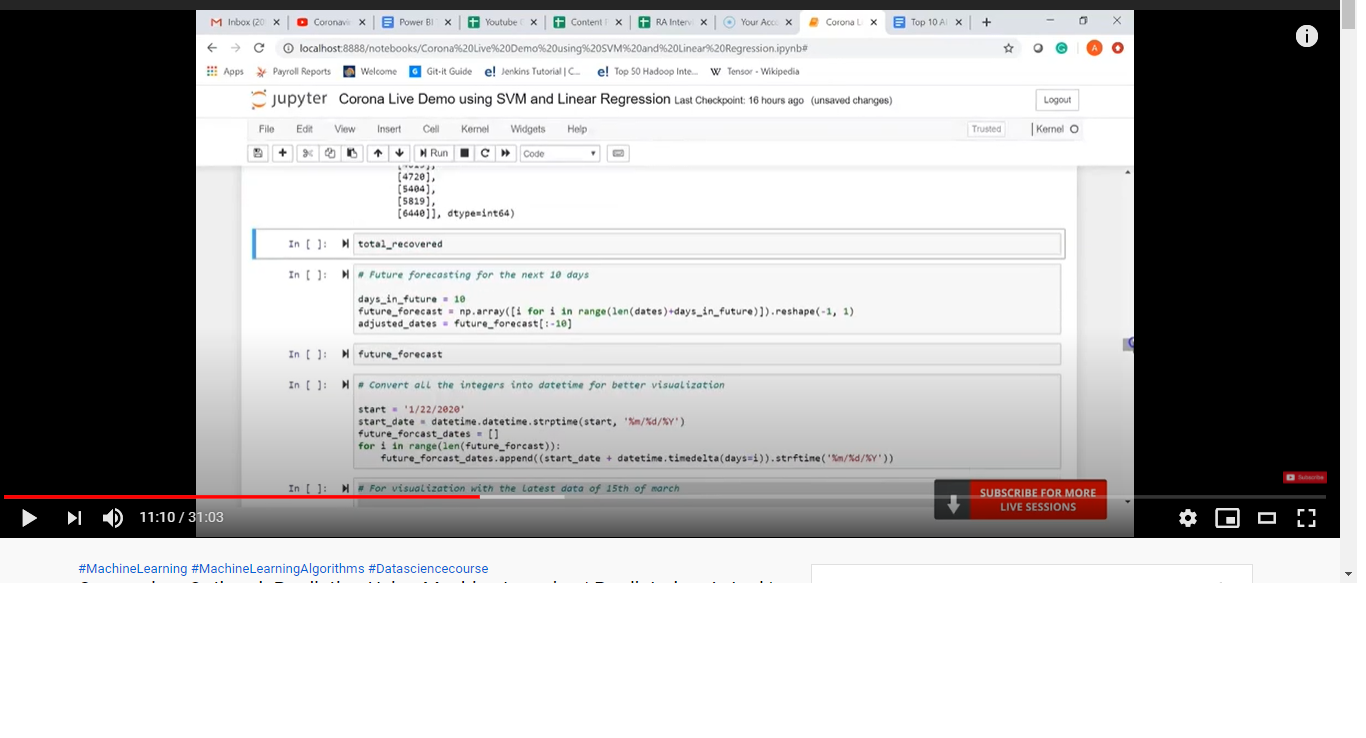 Inbox (20
Coronavi
Power BI
Youtube
Content
RA Interv
Your Acc
Corona L
Top 10 A
localhost:8888/notebooks/Corona%20Live%20Demo%20using%20SVM%20and%20Linear%20Regression.ipynb#
Apps
Payroll Reports
Welcome
Git-it Guide
Jenkins Tutorial | C...
Top 50 Hadoop Inte...
Tensor - Wikipedia
jupyter Corona Live Demo using SVM and Linear Regression Last Checkpoint: 16 hours ago (unsaved changes)
Logout
File Edit View Insert Cell Kernel Widgets Help
Trusted
Kernel
Run
Code
[4720],
[5404],
[5819],
[6440]], dtype=int64)
In [ ]: total_recovered
In [ ]: # Future forecasting for the next 10 days
days_in_future = 10
future_forecast = np.array([i for i in range(len(dates)+days_in_future)]).reshape(-1, 1)
adjusted_dates = future_forecast[:-10]
In [ ]: future_forecast
In [ ]: # Convert all the integers into datetime for better visualization
start = '1/22/2020'
start_date = datetime.datetime.strptime(start, '%m/%d/%Y')
future_forcast_dates = []
for i in range(len(future_forcast)):
future_forcast_dates.append((start_date + datetime.timedelta(days=i)).strftime('%m/%d/%Y'))
In [ ]: # For visualization with the latest data of 15th of march
Subscribe
SUBSCRIBE FOR MORE
LIVE SESSIONS
11:10 / 31:03
#MachineLearning #MachineLearningAlgorithms #Datasciencecourse